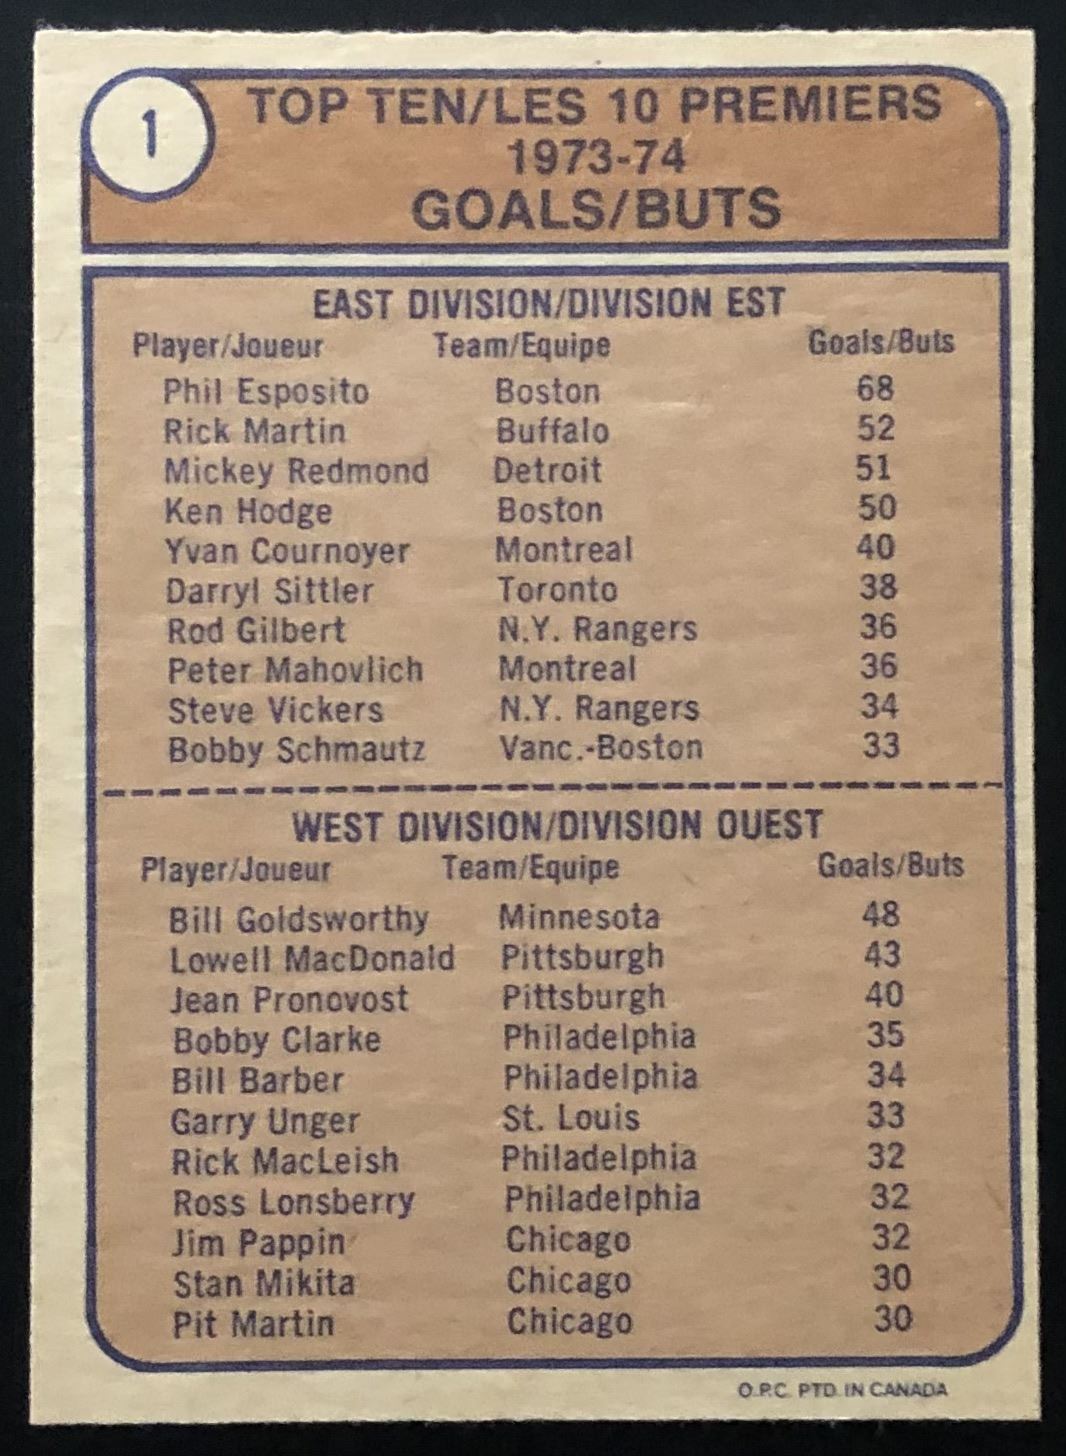 1
TOP TEN/LES 10 PREMIERS
1973-74
GOALS/BUTS
EAST DIVISION/DIVISION EST
Player/Joueur Team/Equipe Goals/Buts
Phil Esposito Boston 68
Rick Martin Buffalo 52
Mickey Redmond Detroit 51
Ken Hodge Boston 50
Yvan Cournoyer Montreal 40
Darryl Sittler Toronto 38
Rod Gilbert N.Y. Rangers 36
Peter Mahovlich Montreal 36
Steve Vickers N.Y. Rangers 34
Bobby Schmautz Vanc.-Boston 33
WEST DIVISION/DIVISION OUEST
Player/Joueur Team/Equipe Goals/Buts
Bill Goldsworthy Minnesota 48
Lowell MacDonald Pittsburgh 43
Jean Pronovost Pittsburgh 40
Bobby Clarke Philadelphia 35
Bill Barber Philadelphia 34
Garry Unger St. Louis 33
Rick MacLeish Philadelphia 32
Ross Lonsberry Philadelphia 32
Jim Pappin Chicago 32
Stan Mikita Chicago 30
Pit Martin Chicago 30
O.P.C. PTD. IN CANADA